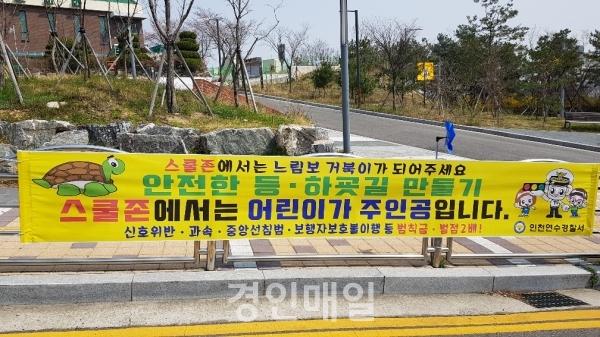 스쿨존에서는 느림보 거북이가 되어주세요
안전한 등·하굣길 만들기
스쿨존에서는 어린이가 주인공입니다.
신호위반·과속·중앙선침범·보행자보호불이행 등 범칙금·벌점2배!
인천연수경찰서
경인매일